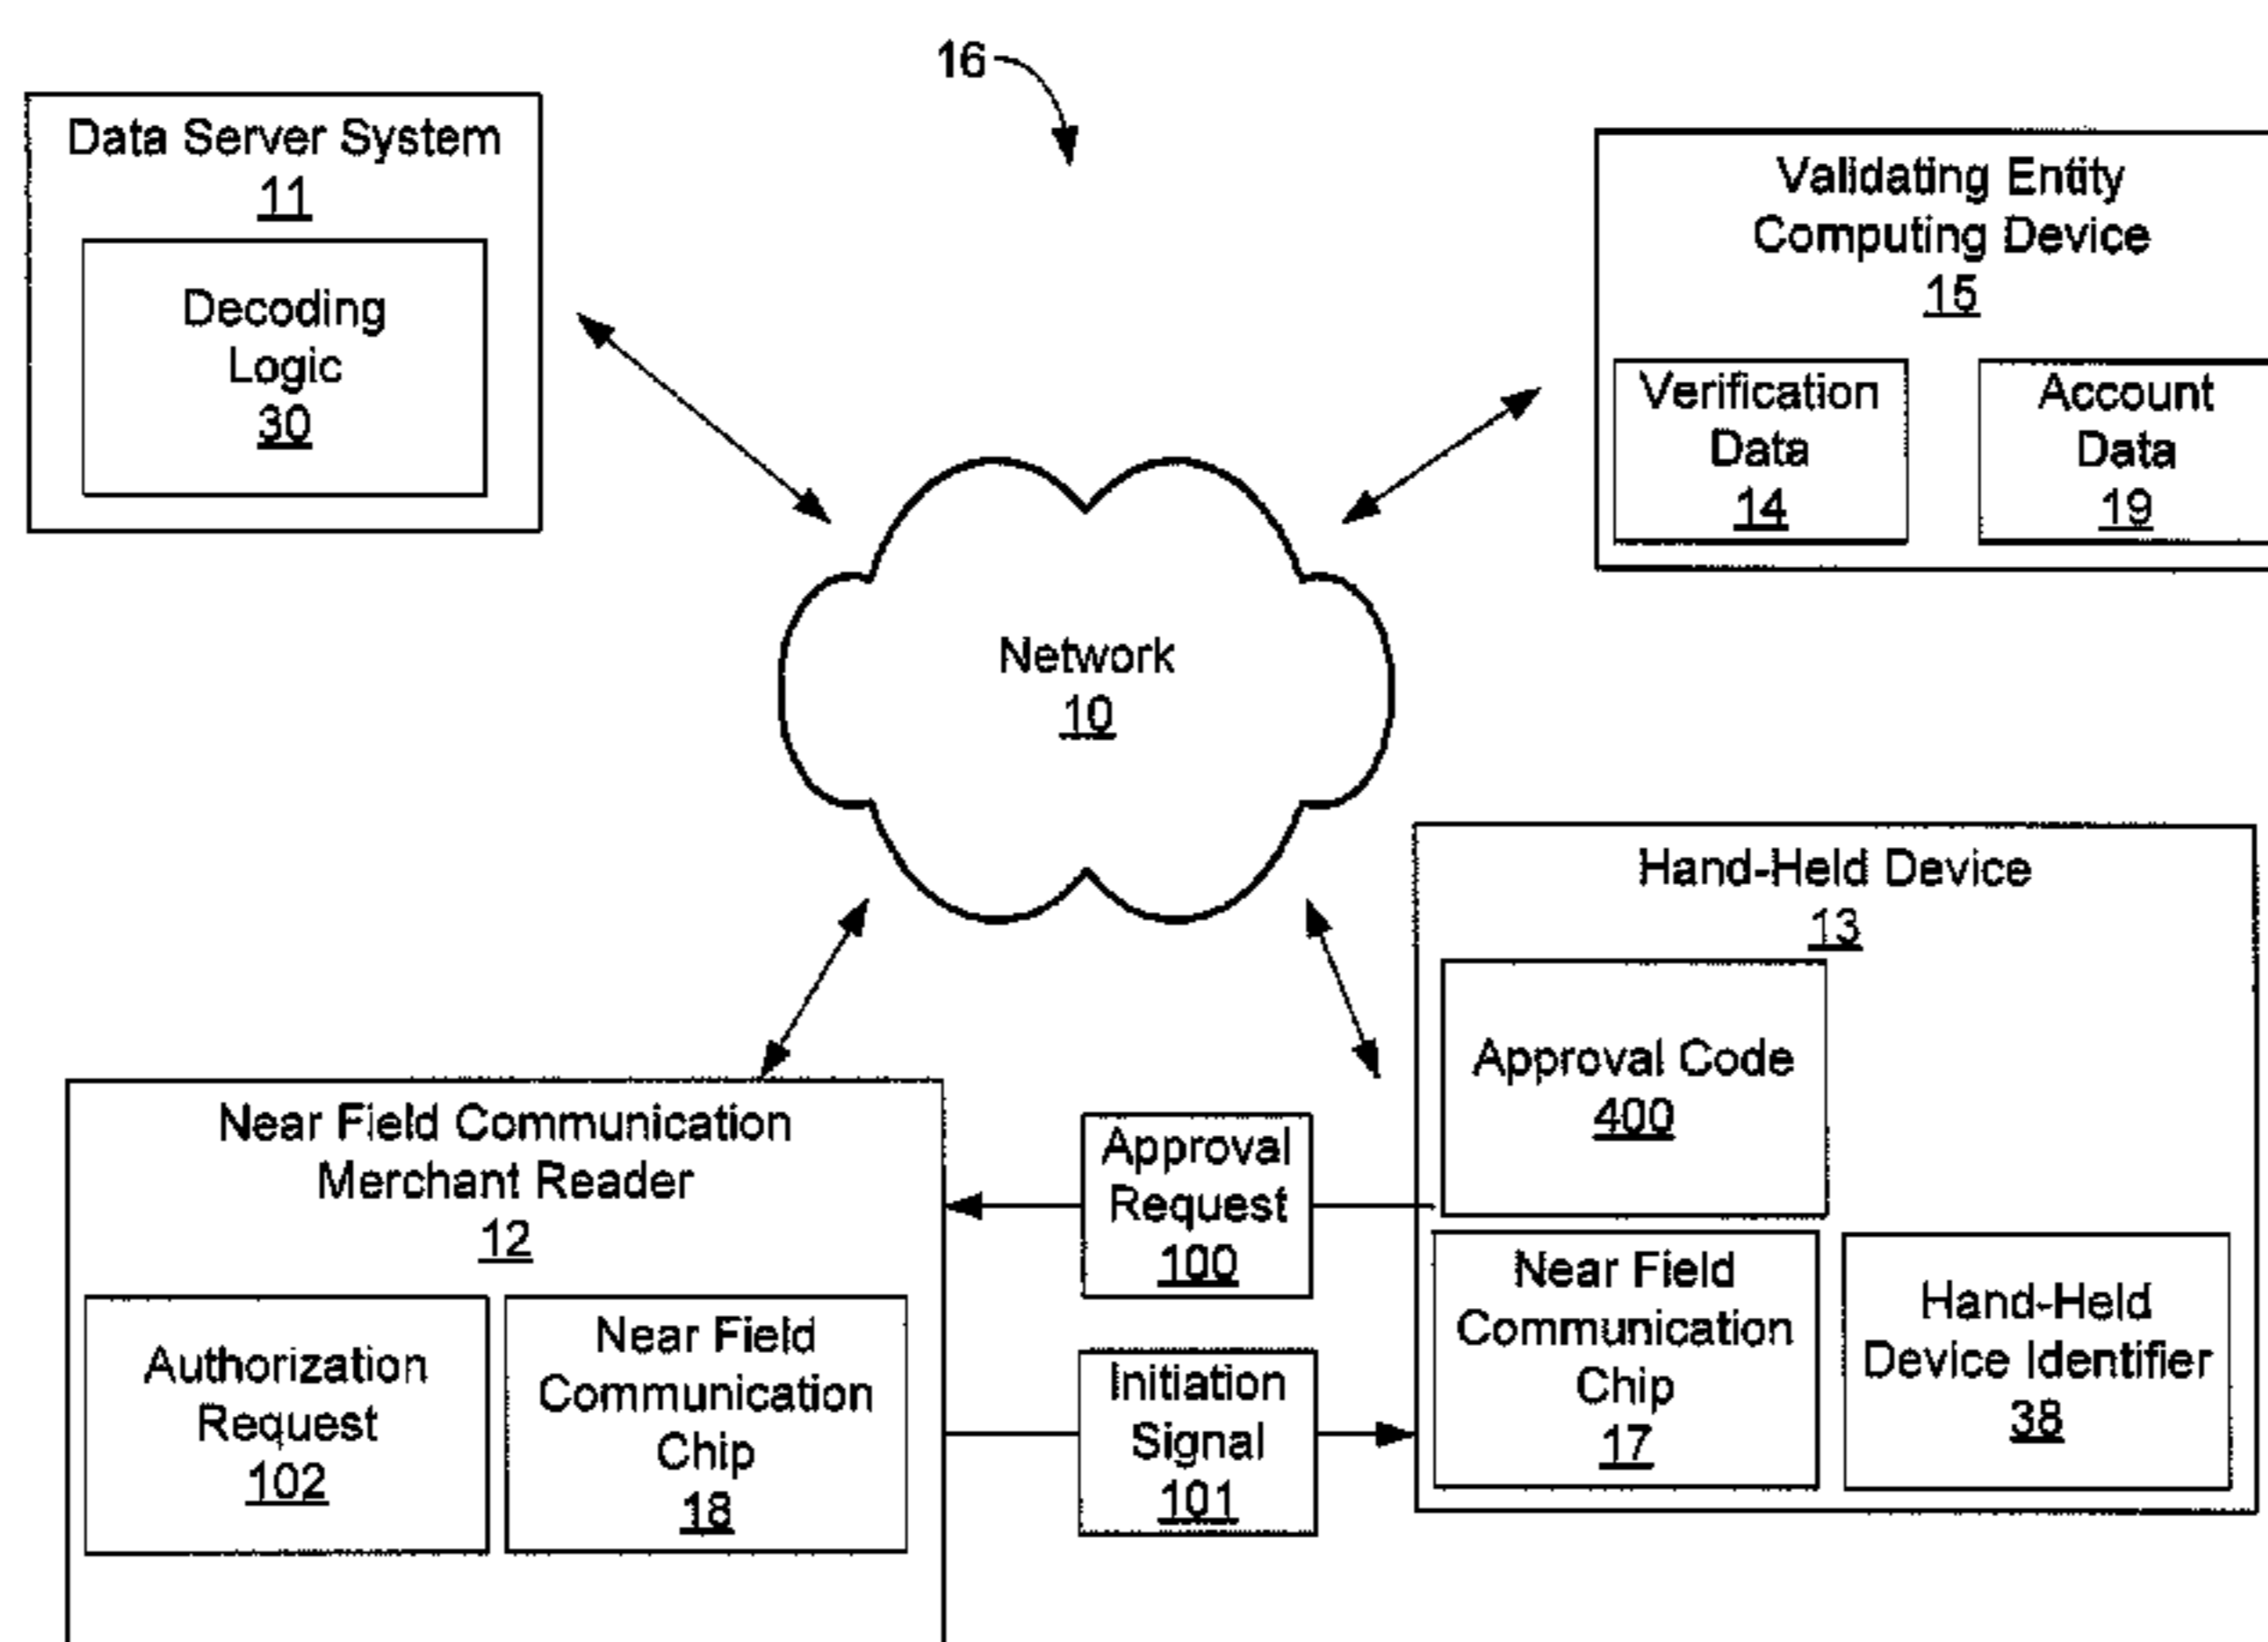 16
Data Server System
11
Decoding
Logic
30
Validating Entity
Computing Device
15
Verification
Data
14
Account
Data
19
Network
10
Hand-Held Device
13
Approval Code
400
Near Field
Communication
Chip
17
Hand-Held
Device Identifier
38
Near Field Communication
Merchant Reader
12
Authorization
Request
102
Near Field
Communication
Chip
18
Approval
Request
100
Initiation
Signal
101